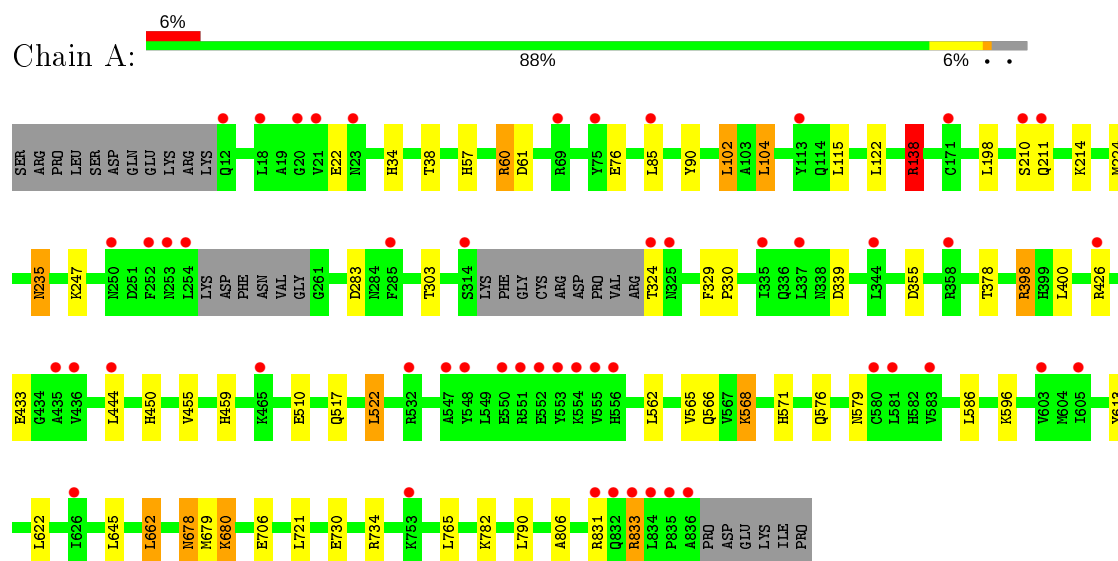 6%
Chain A:
88% 6% • •
SER ARG PRO LEU SER ASP GLN GLU LYS ARG LYS Q12 L18 A19 G20 V21 E22 N23 H34 T38 H57 R60 D61 R69 Y75 E76 L85 Y90 L102 A103 L104 Y113 Q114 L115 L122 R138 C171 L198 S210 Q211 K214 M224
N235 K247 N250 D251 F252 N253 L254 LYS ASP PHE ASN VAL GLY G261 D283 N284 F285 T303 S314 LYS PHE GLY CYS ARG ASP PRO VAL ARG T324 N325 F329 P330 I335 Q336 L337 N338 D339 L344 D355 R358 T378 R398 H399 L400 R426
E433 G434 A435 V436 L444 H450 V455 H459 K465 E510 Q517 L522 R532 A547 Y548 L549 E550 R551 E552 Y553 K554 V555 H556 L562 V565 Q566 V567 K568 H571 Q576 N579 C580 L581 H582 V583 L586 K596 V603 M604 I605 Y613
L622 I626 L645 L662 N678 M679 K680 E706 L721 E730 R734 K753 L765 K782 L790 A806 R831 Q832 R833 L834 P835 A836 PRO ASP GLU LYS ILE PRO